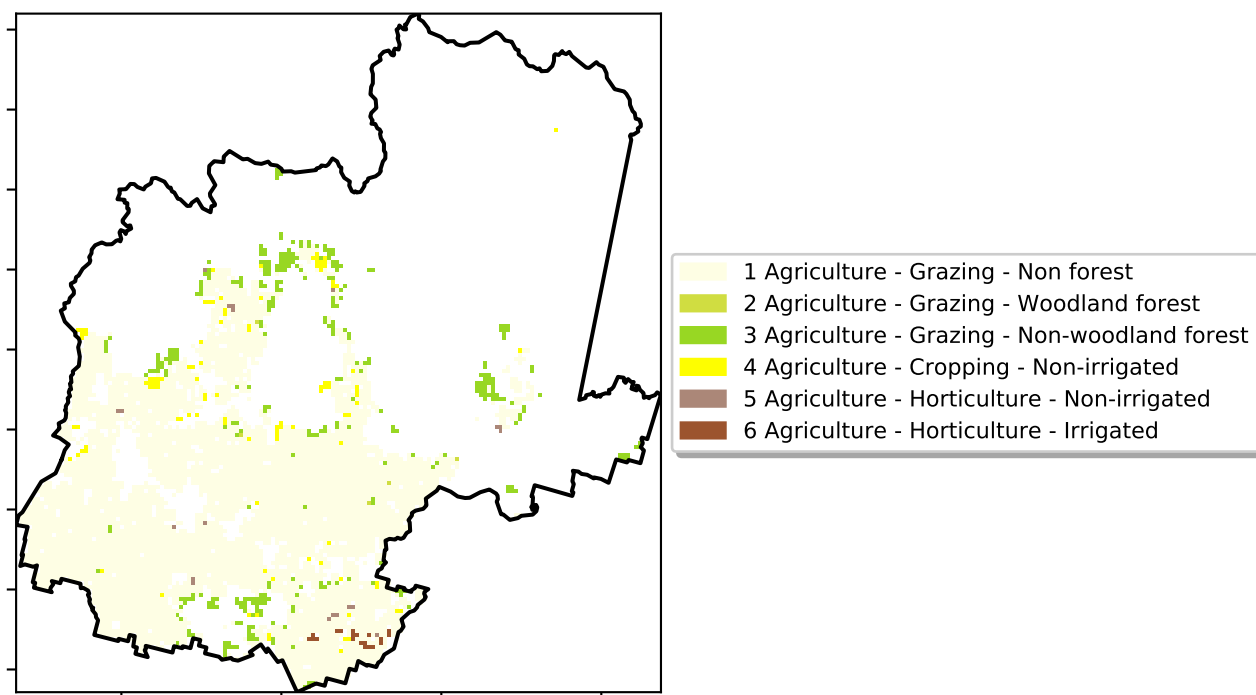 1 Agriculture - Grazing - Non forest
2 Agriculture - Grazing - Woodland forest
3 Agriculture - Grazing - Non-woodland forest
4 Agriculture - Cropping - Non-irrigated
5 Agriculture - Horticulture - Non-irrigated
6 Agriculture - Horticulture - Irrigated